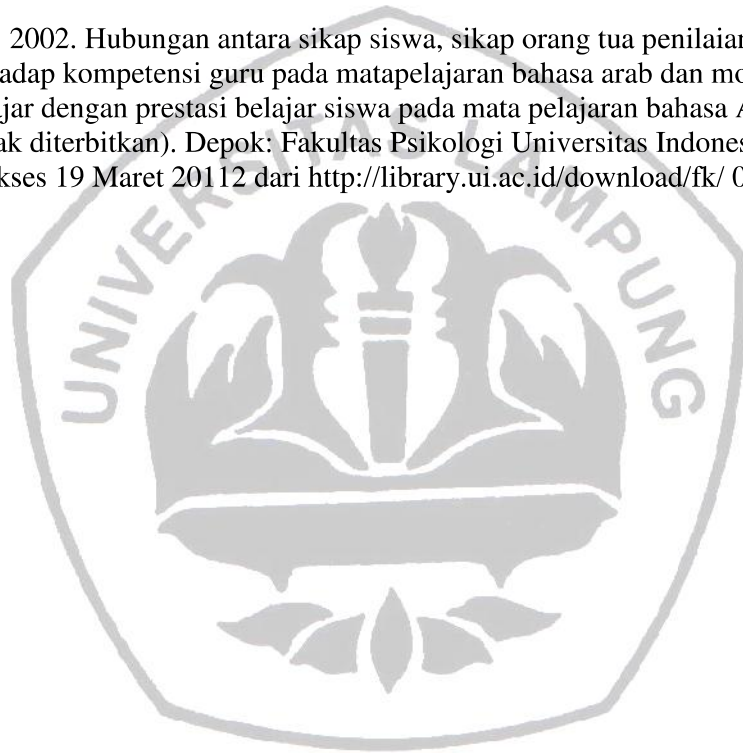 2002. Hubungan antara sikap siswa, sikap orang tua penilaian
adap kompetensi guru pada matapelajaran bahasa arab dan mo
jar dengan prestasi belajar siswa pada mata pelajaran bahasa A
ak diterbitkan). Depok: Fakultas Psikologi Universitas Indones
kses 19 Maret 20112 dari http://library.ui.ac.id/download/fk/ 0
UNIVERSITAS LAMPUNG